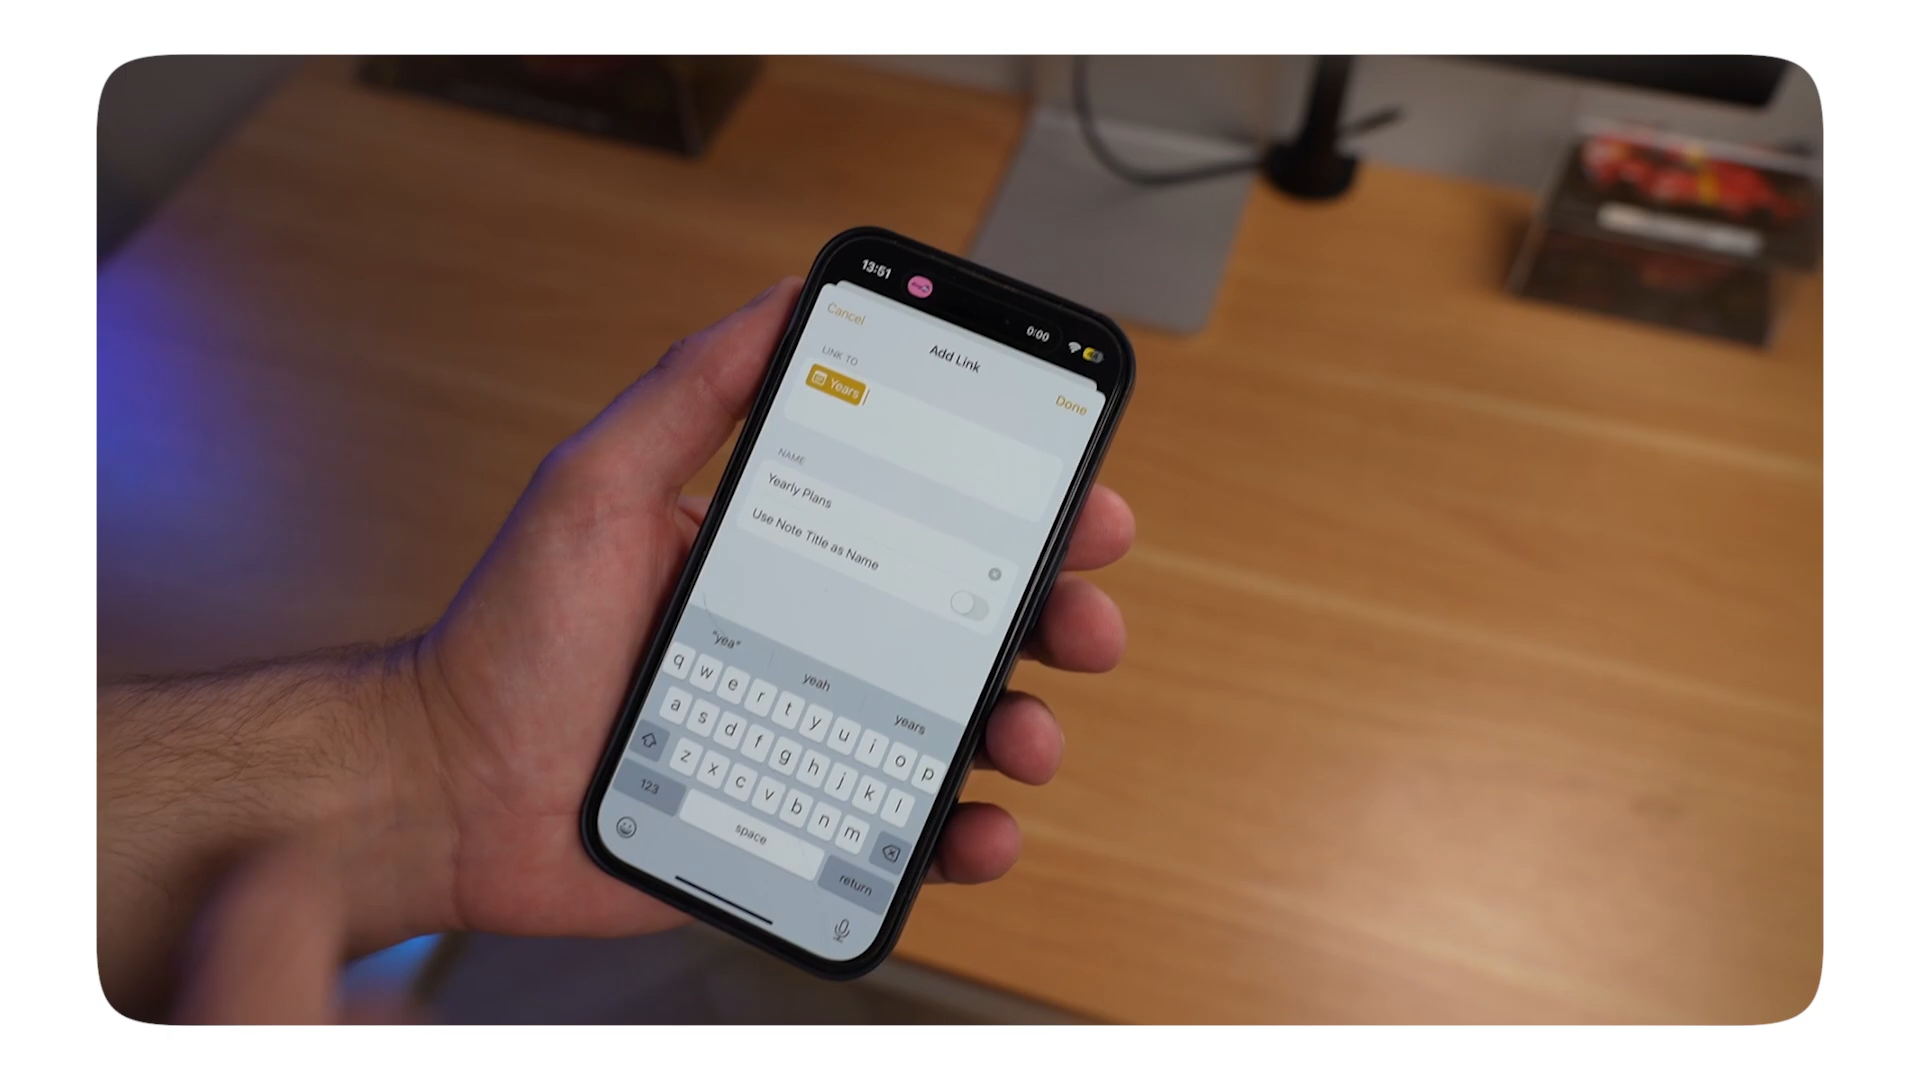 13:51
0:00
Cancel
Add Link
Done
LINK TO
Years
NAME
Yearly Plans
Use Note Title as Name
"yea"
yeah
years
q w e r t y u i o p
a s d f g h j k l
z x c v b n m
123
space
return